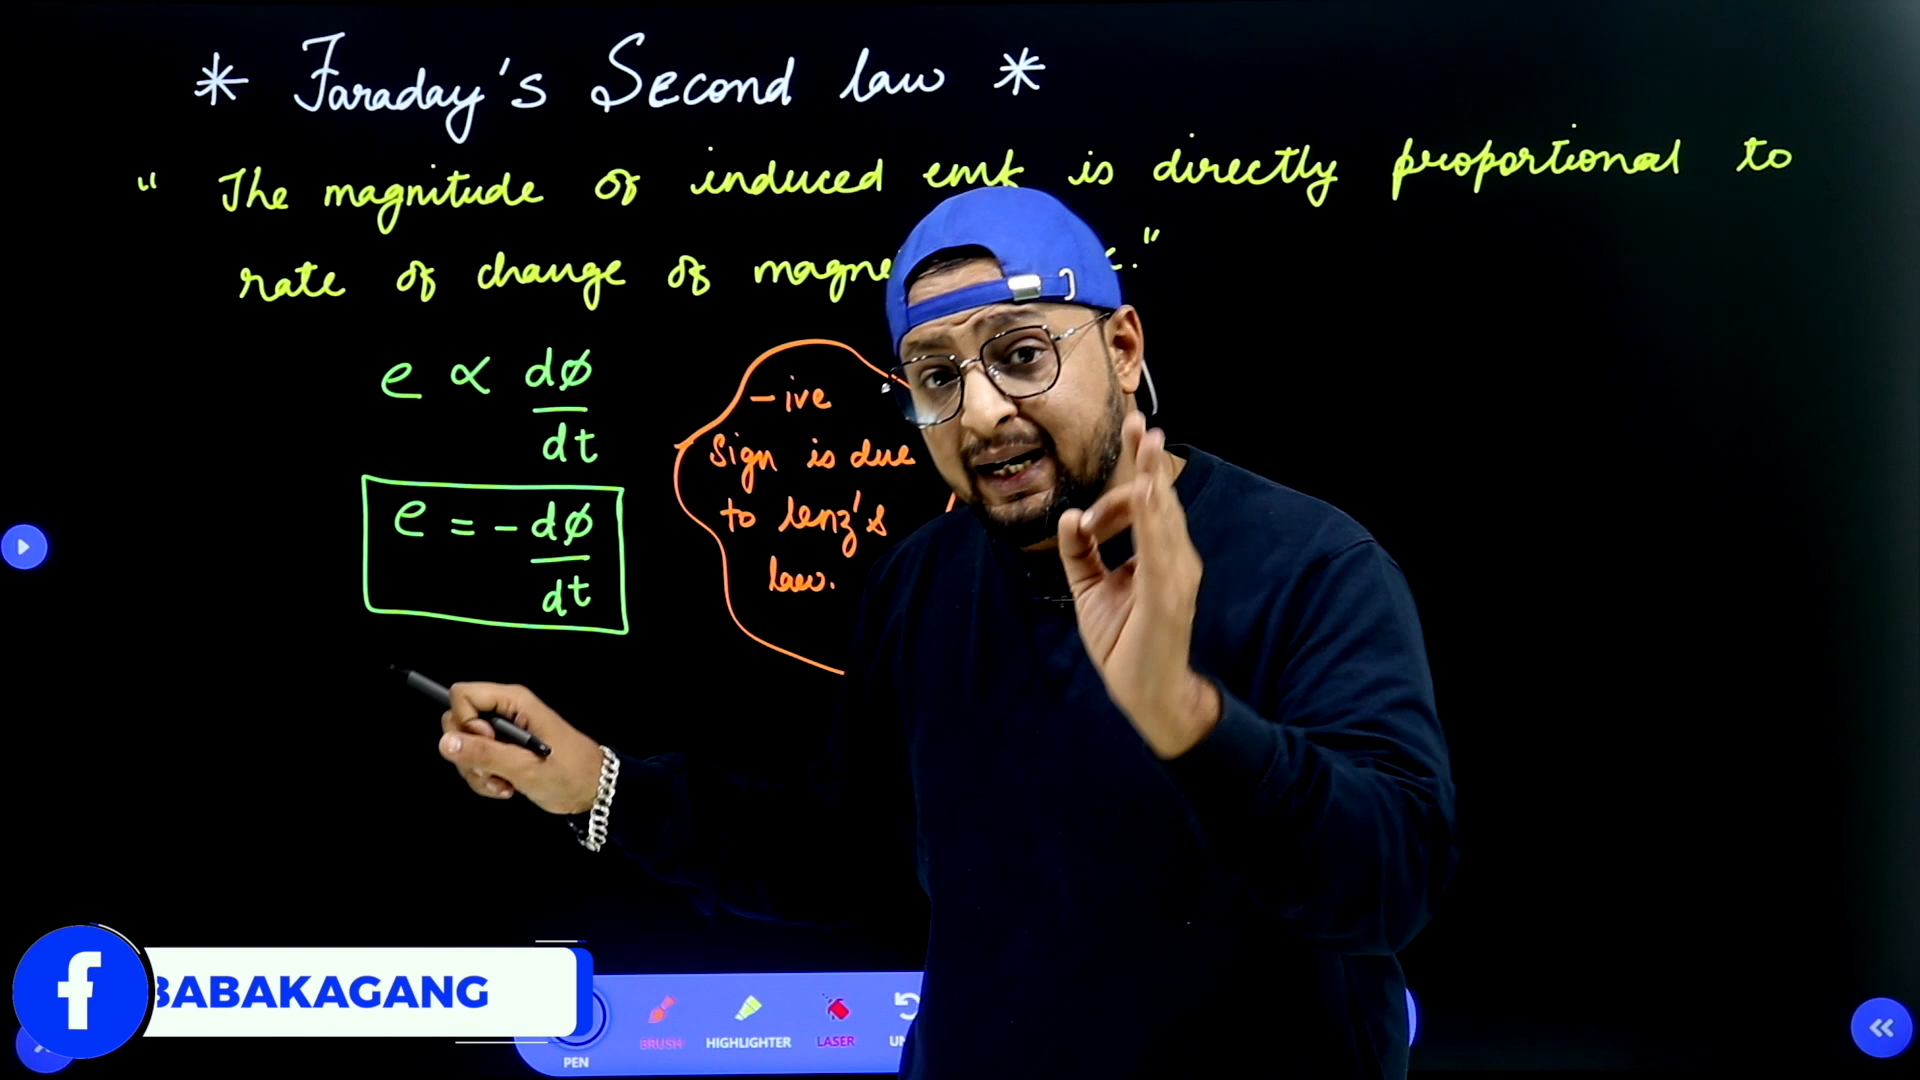 * Faraday's Second law *
" The magnitude of induced emf is directly proportional to
rate of change of
e ∝ dφ
dt
e = - dφ
dt
-ive
Sign is due
to lenz's
law.
BABAKAGANG
PEN BRUSH HIGHLIGHTER LASER